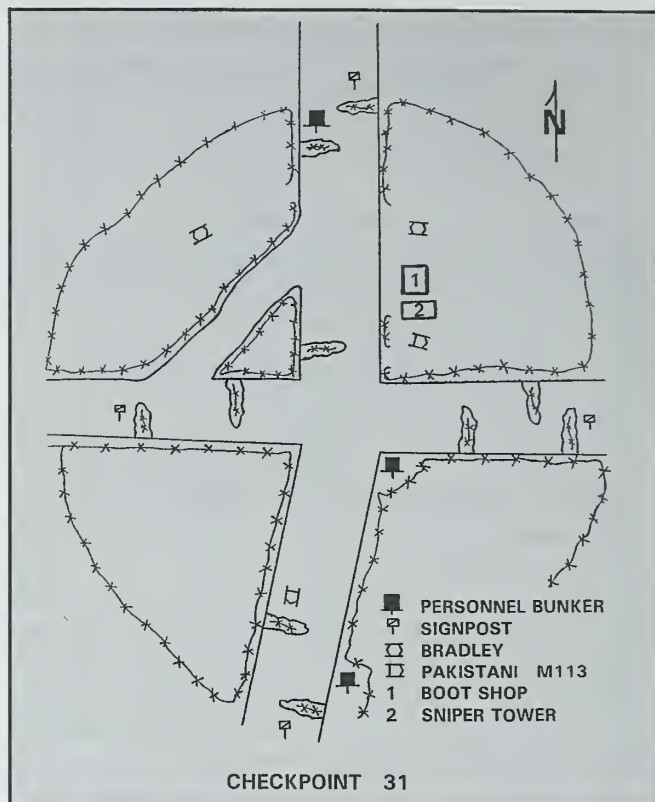 N
1
2
PERSONNEL BUNKER
SIGNPOST
BRADLEY
PAKISTANI M113
1 BOOT SHOP
2 SNIPER TOWER
CHECKPOINT 31